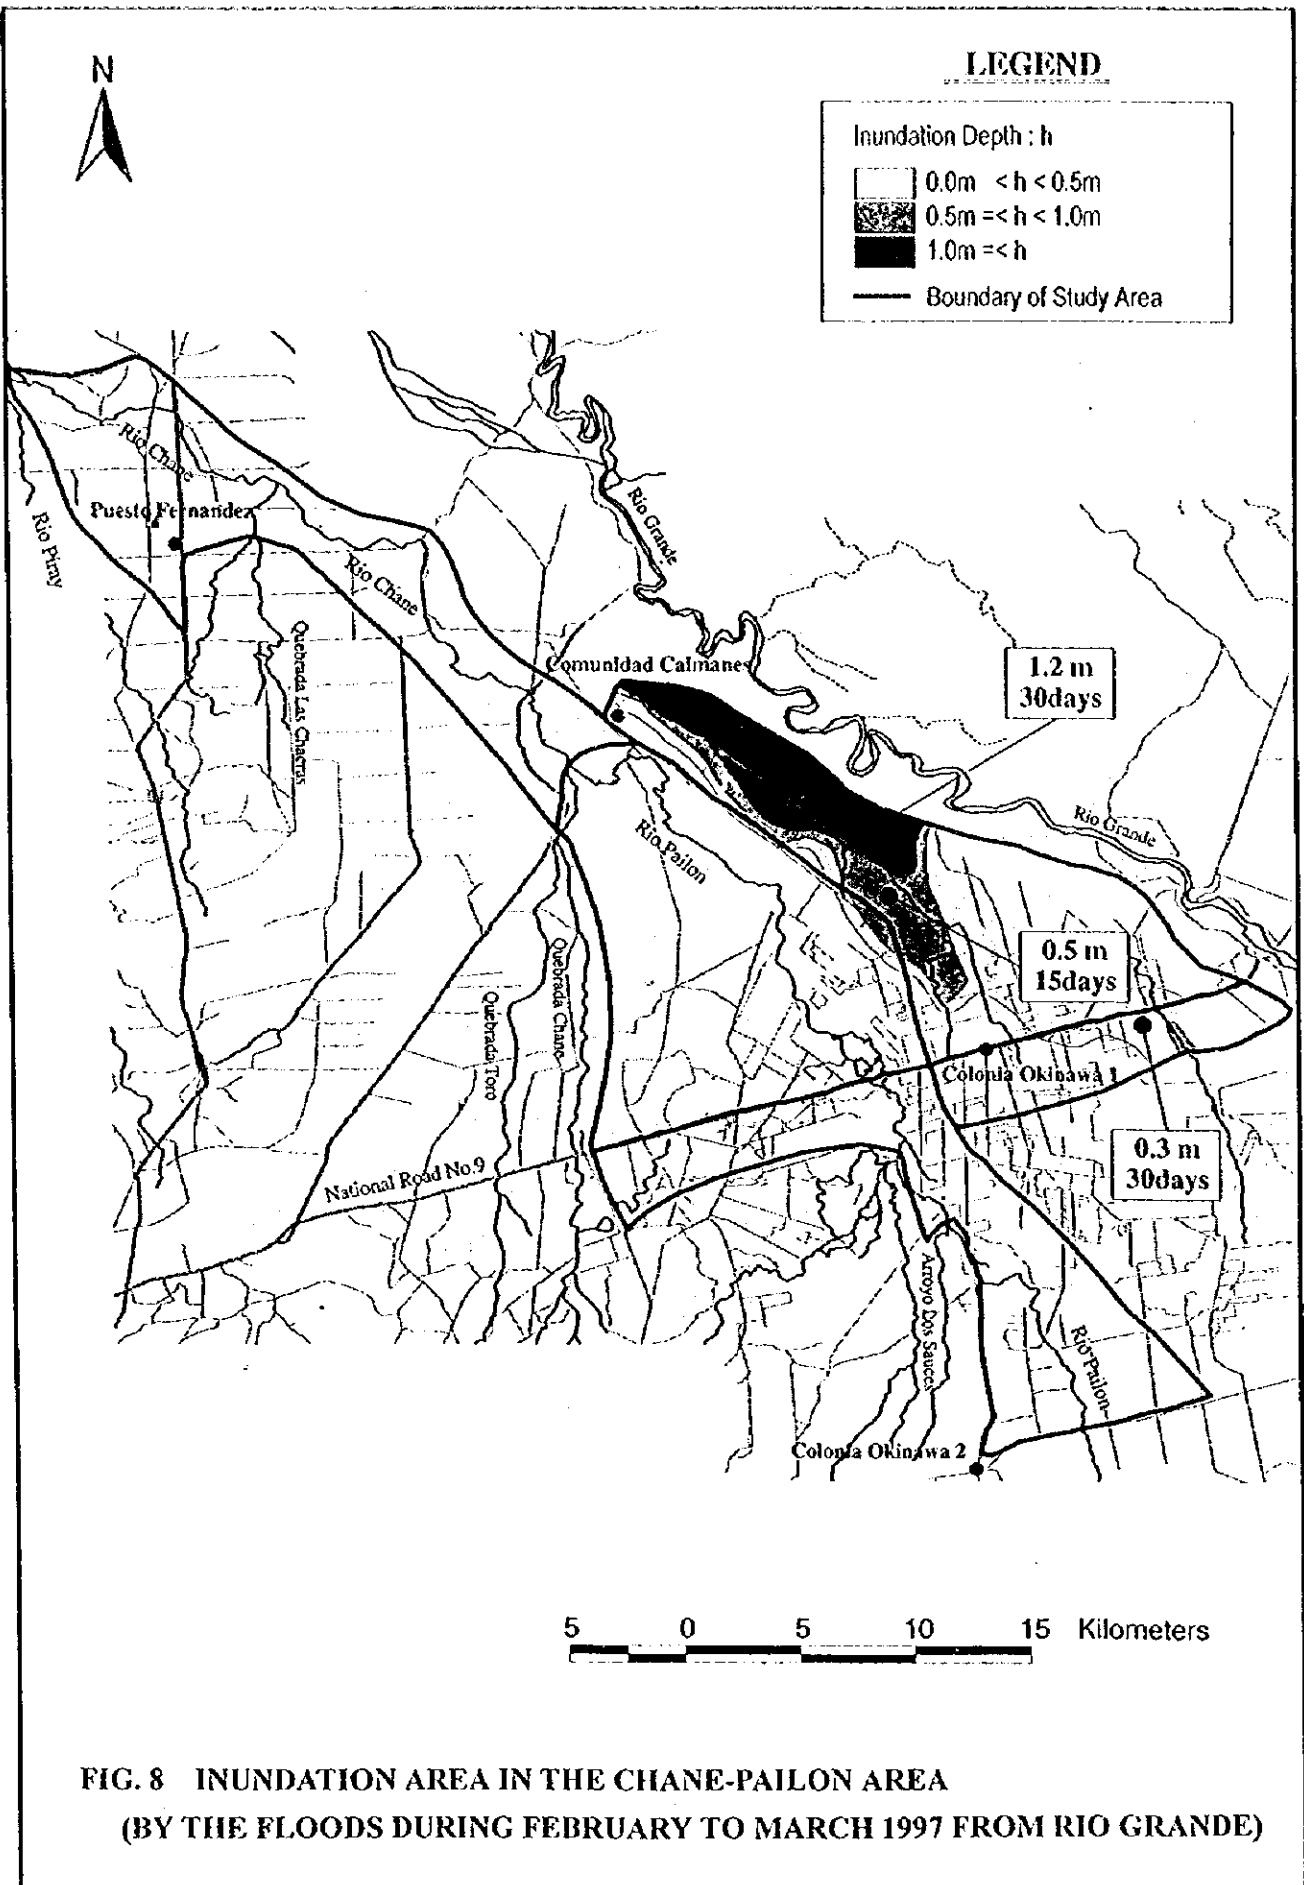 N
LEGEND
Inundation Depth : h
0.0m < h < 0.5m
0.5m =< h < 1.0m
1.0m =< h
Boundary of Study Area
Rio Chane
Puesto Fernandez
Rio Piray
Rio Grande
Rio Chane
Quebrada Las Chacras
Comunidad Caimanes
1.2 m
30days
Rio Grande
Rio Pailon
0.5 m
15days
Quebrada Chane
Quebrada Toro
Colonia Okinawa 1
0.3 m
30days
National Road No.9
Arroyo Dos Sauces
Rio Pailon
Colonia Okinawa 2
5 0 5 10 15 Kilometers
FIG. 8 INUNDATION AREA IN THE CHANE-PAILON AREA
(BY THE FLOODS DURING FEBRUARY TO MARCH 1997 FROM RIO GRANDE)